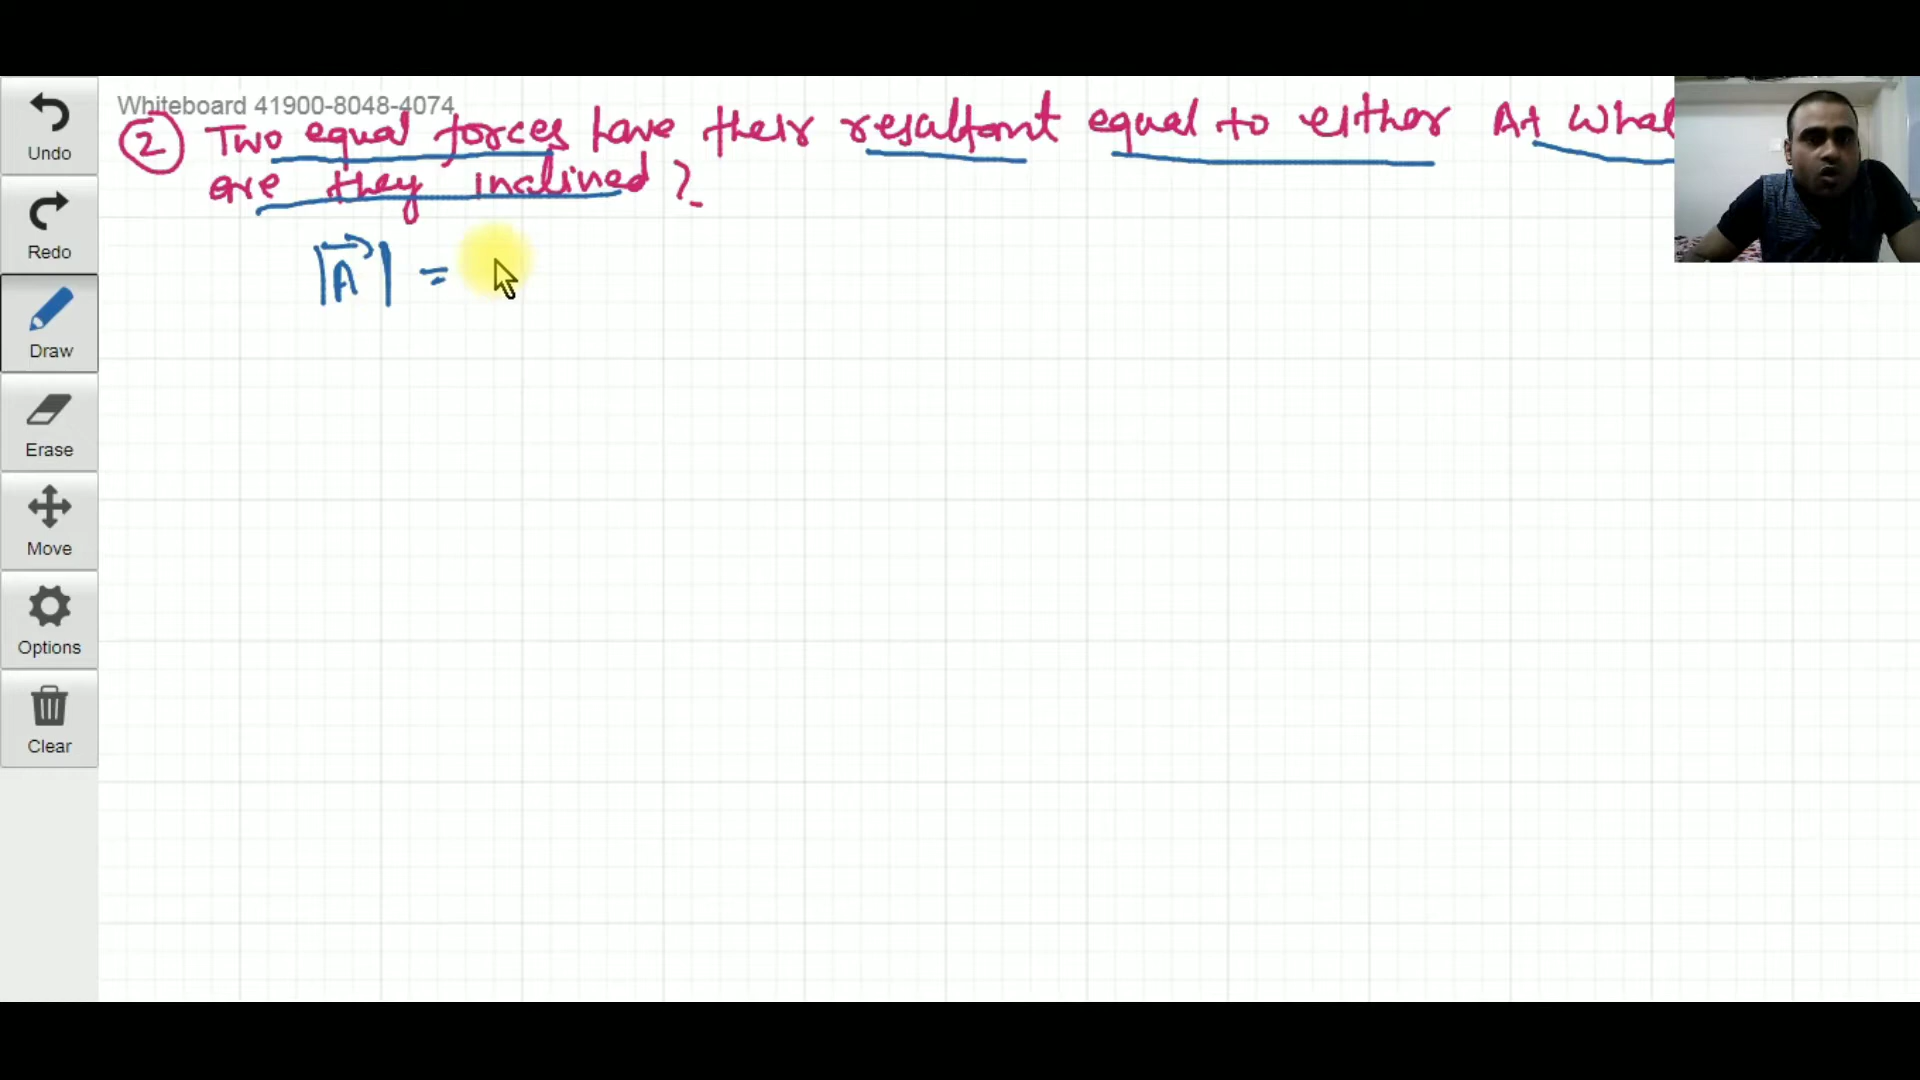 Whiteboard 41900-8048-4074
② Two equal forces have their resultant equal to either At
are they inclined ?
|A⃗| =
Undo
Redo
Draw
Erase
Move
Options
Clear